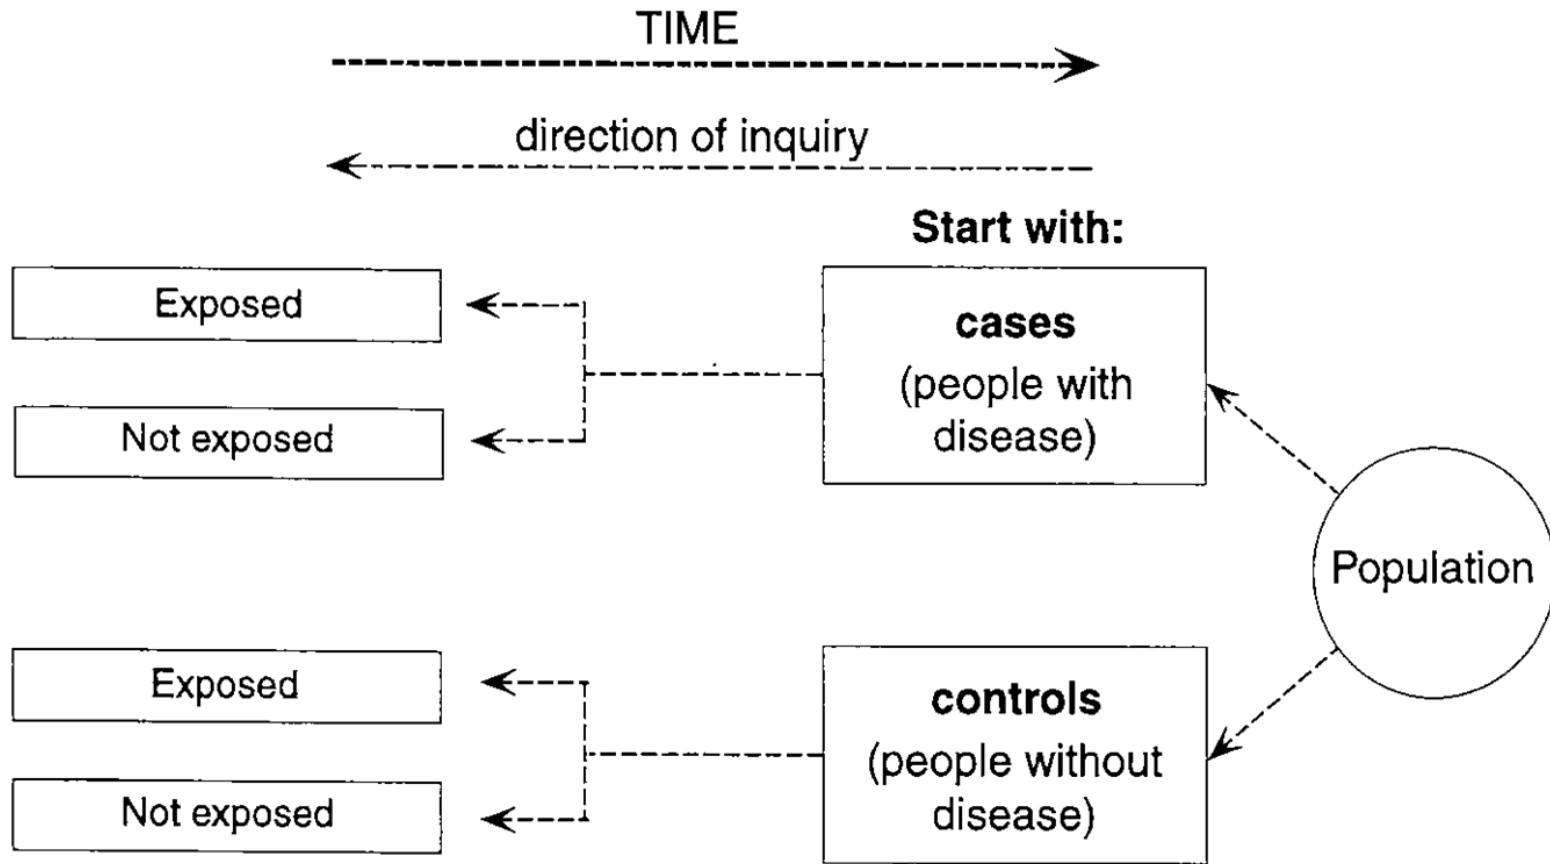 TIME
direction of inquiry
Start with:
Exposed
Not exposed
cases
(people with
disease)
Population
Exposed
Not exposed
controls
(people without
disease)